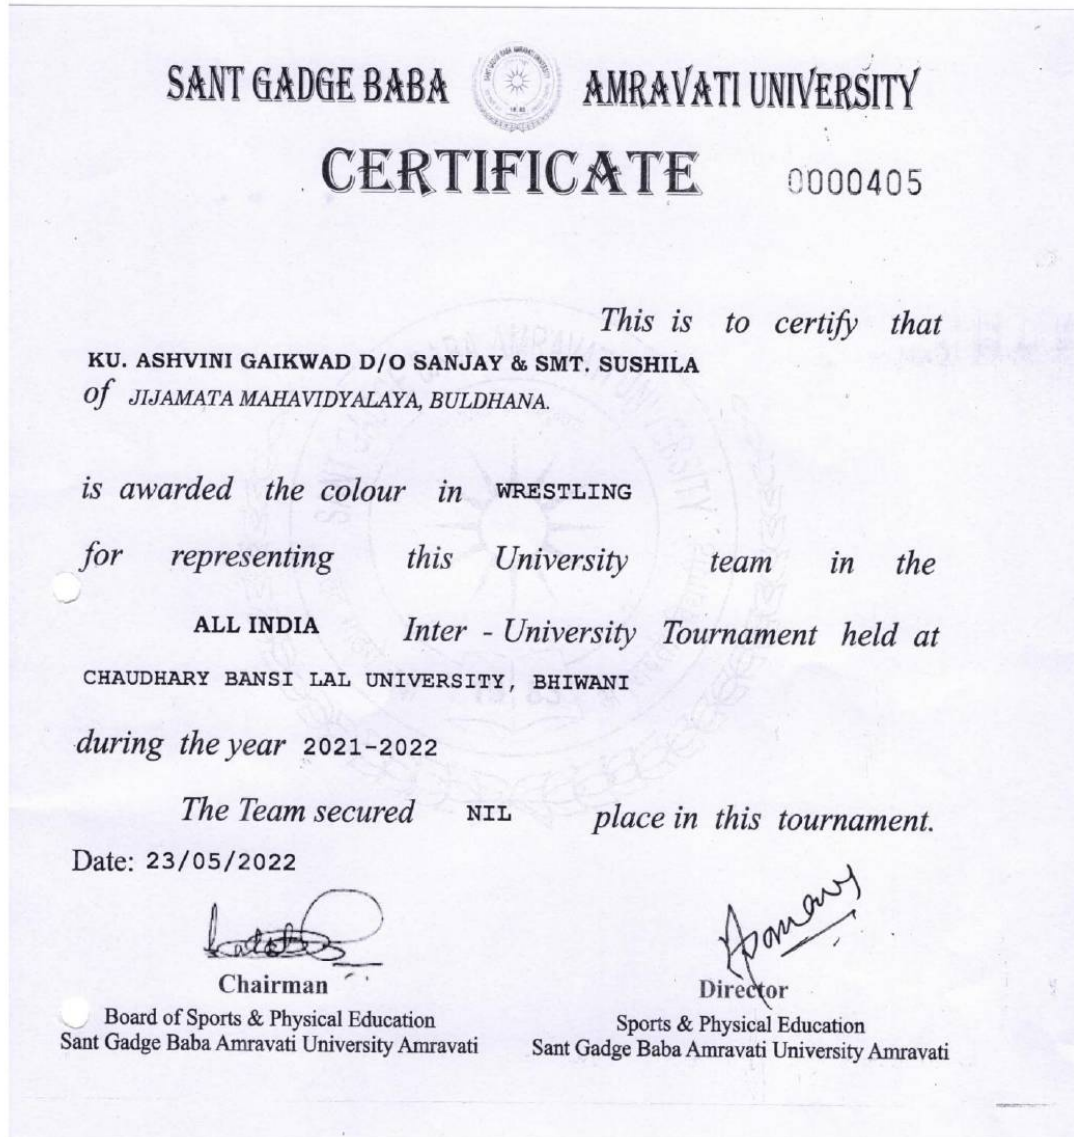 SANT GADGE BABA AMRAVATI UNIVERSITY
CERTIFICATE 0000405
This is to certify that
KU. ASHVINI GAIKWAD D/O SANJAY & SMT. SUSHILA
of JIJAMATA MAHAVIDYALAYA, BULDHANA.
is awarded the colour in WRESTLING
for representing this University team in the
ALL INDIA Inter - University Tournament held at
CHAUDHARY BANSI LAL UNIVERSITY, BHIWANI
during the year 2021-2022
The Team secured NIL place in this tournament.
Date: 23/05/2022
Chairman
Board of Sports & Physical Education
Sant Gadge Baba Amravati University Amravati
Director
Sports & Physical Education
Sant Gadge Baba Amravati University Amravati